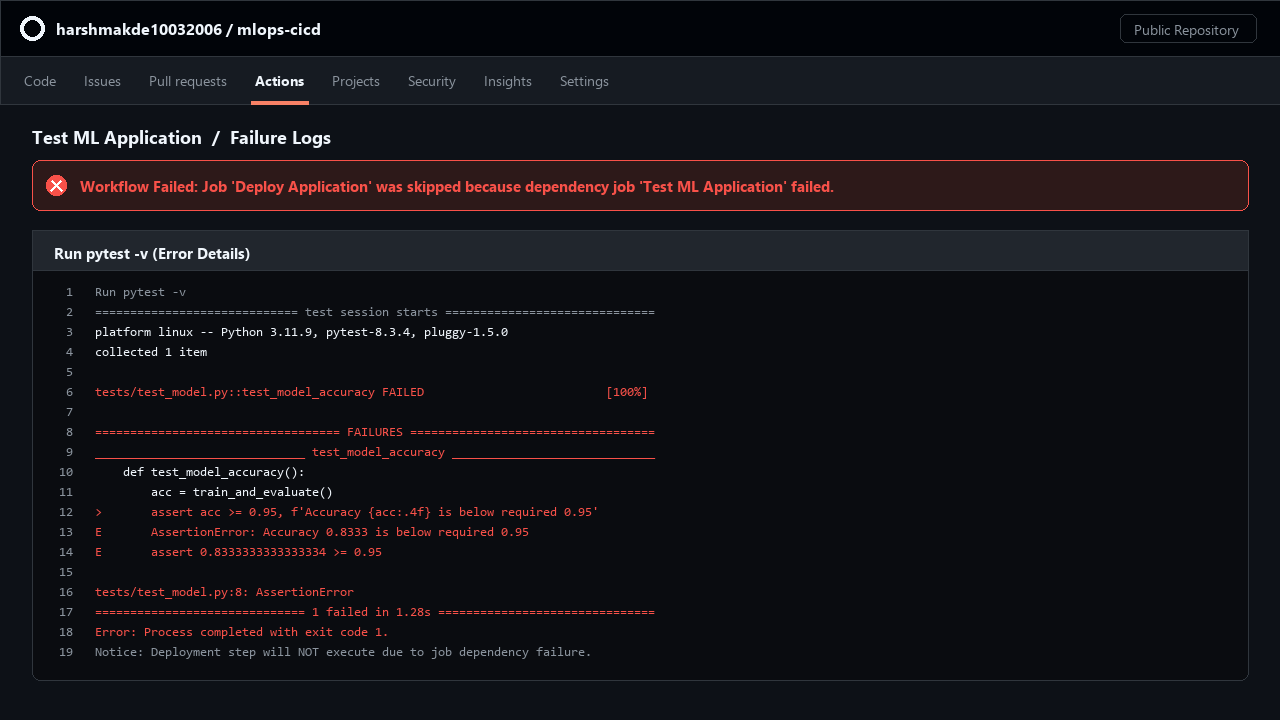 harshmakde10032006 / mlops-cicd
Public Repository
Code Issues Pull requests Actions Projects Security Insights Settings
Test ML Application / Failure Logs
Workflow Failed: Job 'Deploy Application' was skipped because dependency job 'Test ML Application' failed.
Run pytest -v (Error Details)
1 Run pytest -v
2 ============================= test session starts ==============================
3 platform linux -- Python 3.11.9, pytest-8.3.4, pluggy-1.5.0
4 collected 1 item
5
6 tests/test_model.py::test_model_accuracy FAILED [100%]
7
8 =================================== FAILURES ===================================
9 ______________________________ test_model_accuracy _____________________________
10 def test_model_accuracy():
11 acc = train_and_evaluate()
12 > assert acc >= 0.95, f'Accuracy {acc:.4f} is below required 0.95'
13 E AssertionError: Accuracy 0.8333 is below required 0.95
14 E assert 0.8333333333333334 >= 0.95
15
16 tests/test_model.py:8: AssertionError
17 ============================== 1 failed in 1.28s ===============================
18 Error: Process completed with exit code 1.
19 Notice: Deployment step will NOT execute due to job dependency failure.